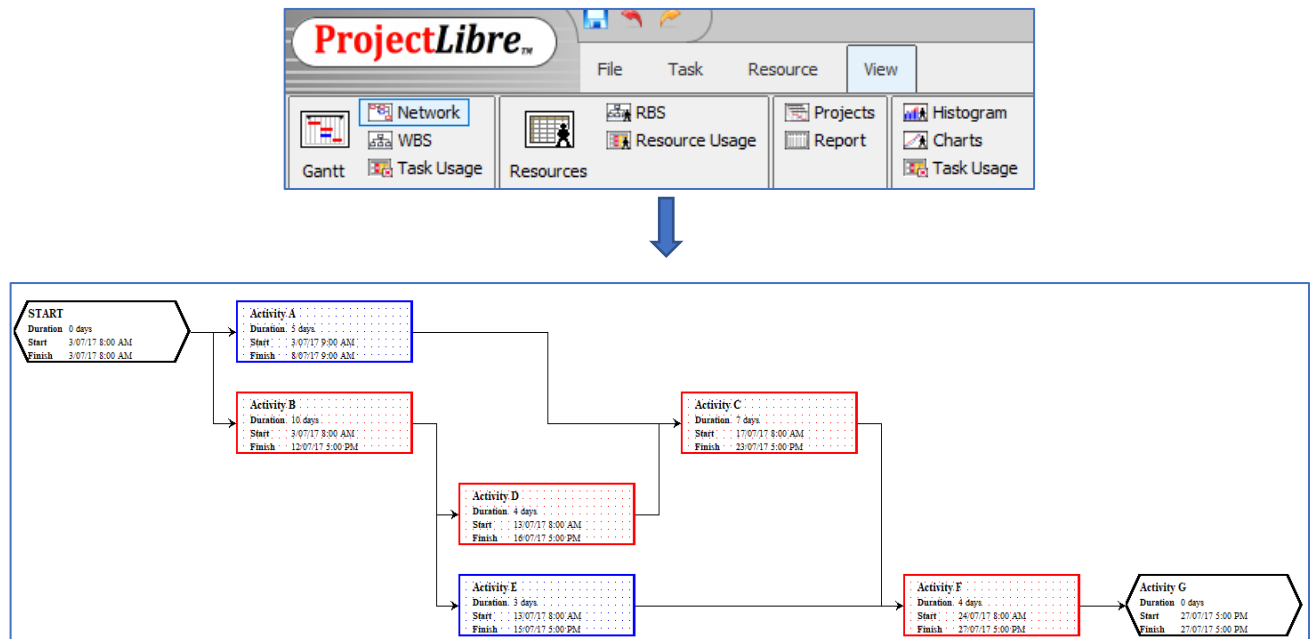 ProjectLibre™
File Task Resource View
Network
WBS
Task Usage
Gantt
RBS
Resource Usage
Resources
Projects
Report
Histogram
Charts
Task Usage
START
Duration 0 days
Start 3/07/17 8:00 AM
Finish 3/07/17 8:00 AM
Activity A
Duration 5 days
Start 3/07/17 9:00 AM
Finish 8/07/17 9:00 AM
Activity B
Duration 10 days
Start 3/07/17 8:00 AM
Finish 12/07/17 5:00 PM
Activity C
Duration 7 days
Start 17/07/17 8:00 AM
Finish 23/07/17 5:00 PM
Activity D
Duration 4 days
Start 13/07/17 8:00 AM
Finish 16/07/17 5:00 PM
Activity E
Duration 3 days
Start 13/07/17 8:00 AM
Finish 15/07/17 5:00 PM
Activity F
Duration 4 days
Start 24/07/17 8:00 AM
Finish 27/07/17 5:00 PM
Activity G
Duration 0 days
Start 27/07/17 5:00 PM
Finish 27/07/17 5:00 PM